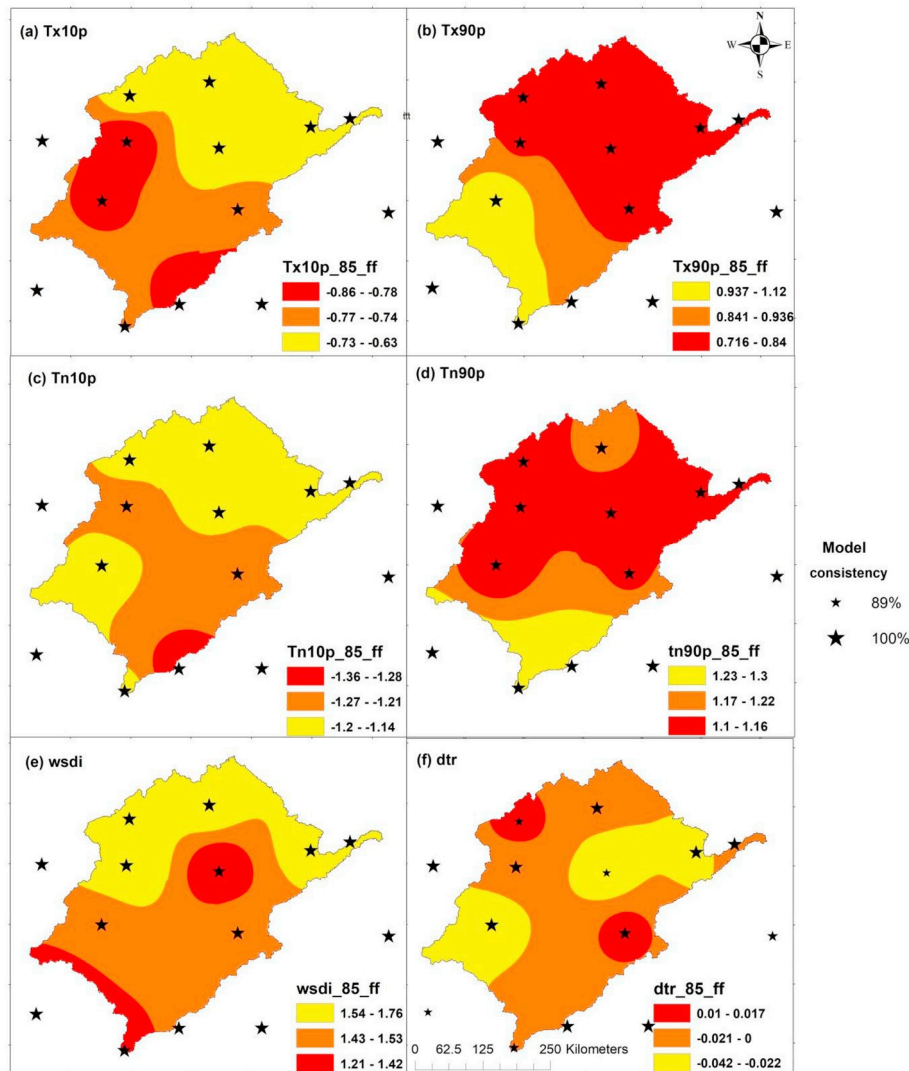 (a) Tx10p
Tx10p_85_ff
-0.86 - -0.78
-0.77 - -0.74
-0.73 - -0.63
(b) Tx90p
N
W E
S
Tx90p_85_ff
0.937 - 1.12
0.841 - 0.936
0.716 - 0.84
(c) Tn10p
Tn10p_85_ff
-1.36 - -1.28
-1.27 - -1.21
-1.2 - -1.14
(d) Tn90p
tn90p_85_ff
1.23 - 1.3
1.17 - 1.22
1.1 - 1.16
Model
consistency
89%
100%
(e) wsdi
wsdi_85_ff
1.54 - 1.76
1.43 - 1.53
1.21 - 1.42
(f) dtr
dtr_85_ff
0.01 - 0.017
-0.021 - 0
-0.042 - -0.022
0 62.5 125 250 Kilometers